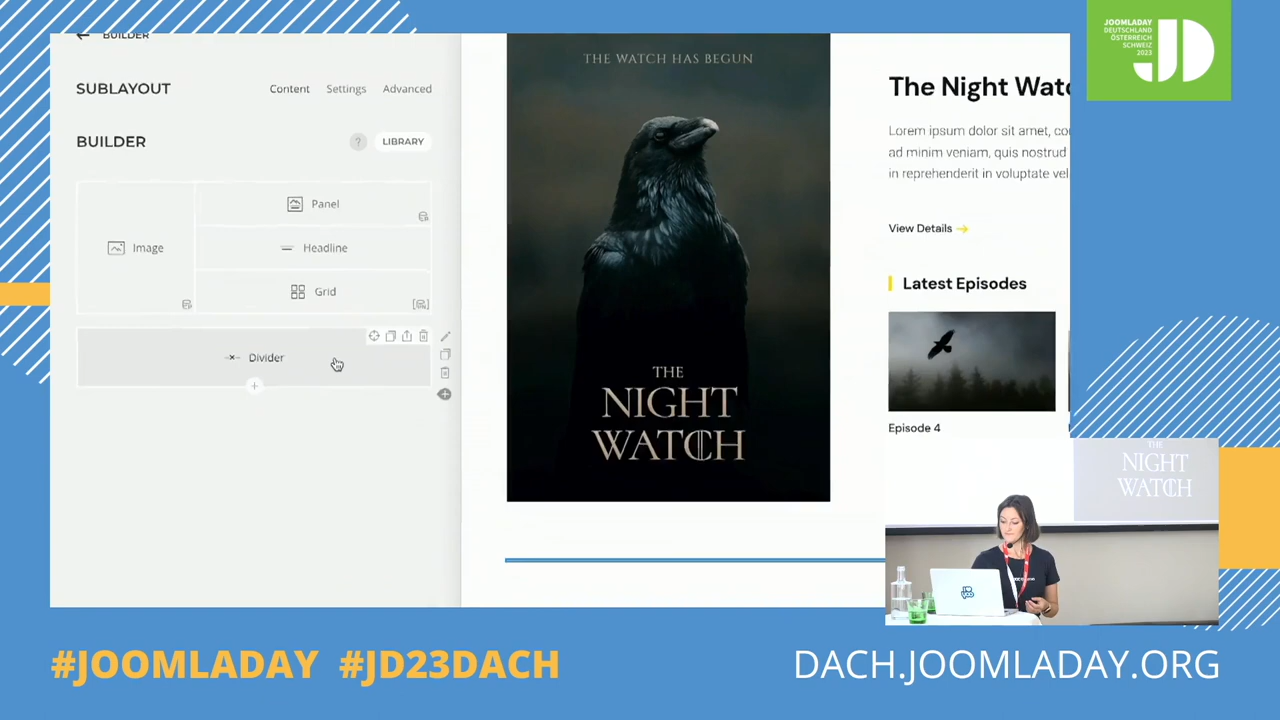 BUILDER
SUBLAYOUT
Content
Settings
Advanced
BUILDER
?
LIBRARY
Image
Panel
Headline
Grid
Divider
THE WATCH HAS BEGUN
THE
NIGHT
WATCH
The Night Watc
Lorem ipsum dolor sit amet, co
ad minim veniam, quis nostrud
in reprehenderit in voluptate vel
View Details
Latest Episodes
Episode 4
JOOMLADAY
DEUTSCHLAND
ÖSTERREICH
SCHWEIZ
2023
JD
THE
NIGHT
WATCH
#JOOMLADAY #JD23DACH
DACH.JOOMLADAY.ORG